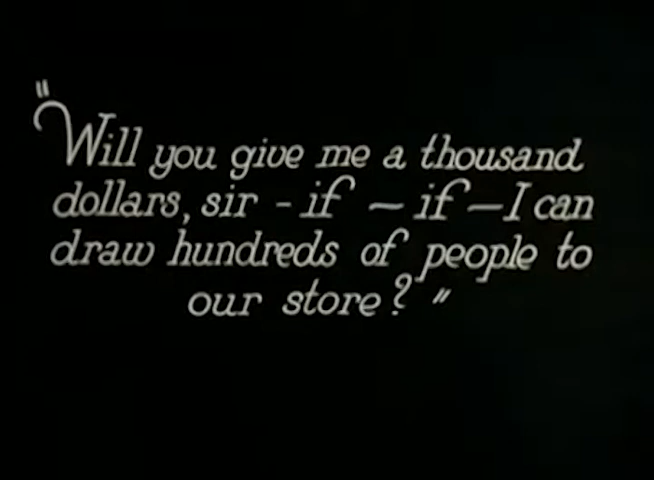 "Will you give me a thousand
dollars, sir - if — if — I can
draw hundreds of people to
our store? "